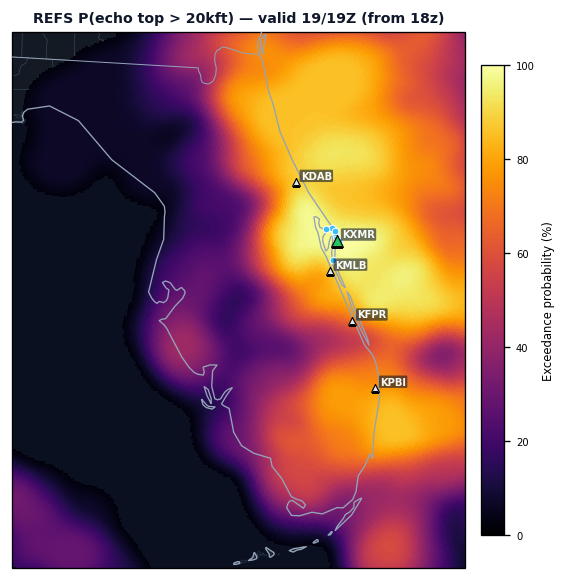 REFS P(echo top > 20kft) — valid 19/19Z (from 18z)
KDAB
KXMR
KMLB
KFPR
KPBI
100
80
60
40
20
0
Exceedance probability (%)